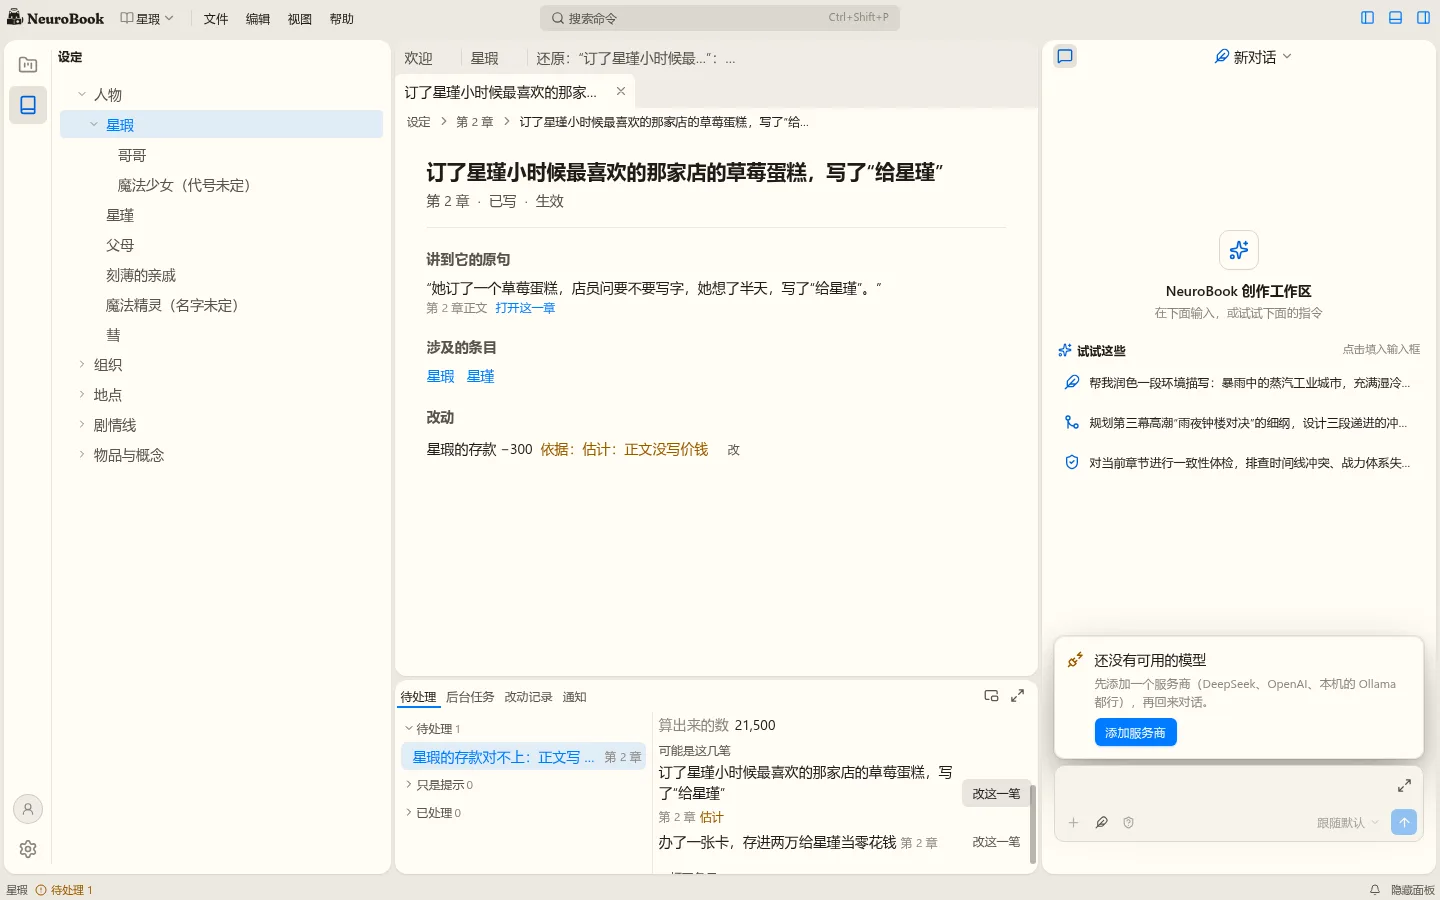 NeuroBook
星瑕
文件
编辑
视图
帮助
搜索命令
Ctrl+Shift+P
设定
人物
星瑕
哥哥
魔法少女（代号未定）
星瑾
父母
刻薄的亲戚
魔法精灵（名字未定）
彗
组织
地点
剧情线
物品与概念
欢迎
星瑕
还原：“订了星瑾小时候最...”：...
订了星瑾小时候最喜欢的那家...
设定 > 第 2 章 > 订了星瑾小时候最喜欢的那家店的草莓蛋糕，写了“给...
订了星瑾小时候最喜欢的那家店的草莓蛋糕，写了“给星瑾”
第 2 章 · 已写 · 生效
讲到它的原句
“她订了一个草莓蛋糕，店员问要不要写字，她想了半天，写了“给星瑾”。”
第 2 章正文 打开这一章
涉及的条目
星瑕 星瑾
改动
星瑕的存款 −300 依据：估计：正文没写价钱 改
待处理
后台任务
改动记录
通知
待处理 1
星瑕的存款对不上：正文写 ... 第 2 章
只是提示 0
已处理 0
算出来的数 21,500
可能是这几笔
订了星瑾小时候最喜欢的那家店的草莓蛋糕，写
了“给星瑾”
改这一笔
第 2 章 估计
办了一张卡，存进两万给星瑾当零花钱 第 2 章
改这一笔
新对话
NeuroBook 创作工作区
在下面输入，或试试下面的指令
试试这些
点击填入输入框
帮我润色一段环境描写：暴雨中的蒸汽工业城市，充满湿冷...
规划第三幕高潮“雨夜钟楼对决”的细纲，设计三段递进的冲...
对当前章节进行一致性体检，排查时间线冲突、战力体系失...
还没有可用的模型
先添加一个服务商（DeepSeek、OpenAI、本机的 Ollama
都行），再回来对话。
添加服务商
跟随默认
星瑕
待处理 1
隐藏面板